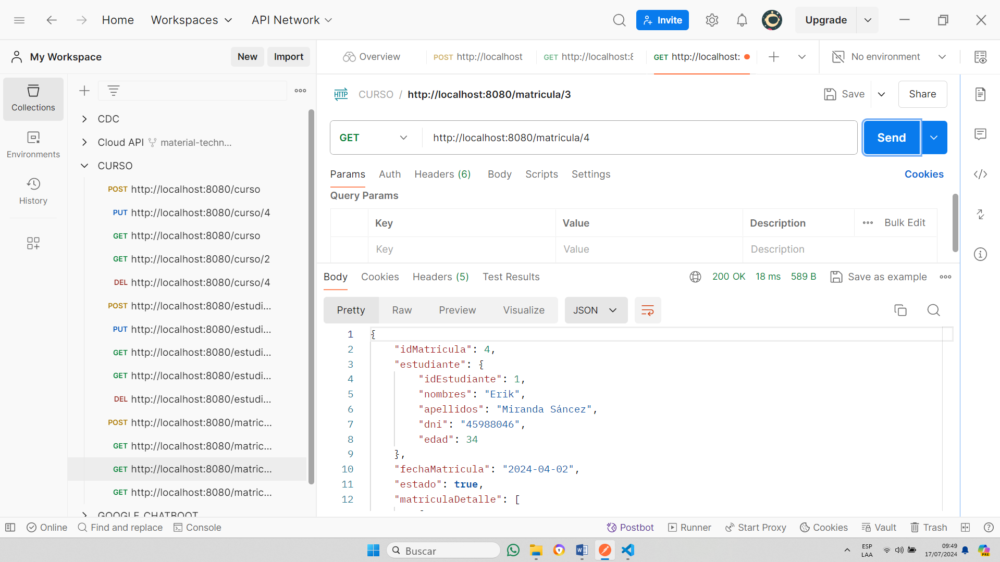 Home
Workspaces
API Network
Invite
Upgrade
My Workspace
New
Import
Overview
POST http://localhost
GET http://localhost:8
GET http://localhost:
No environment
Collections
Environments
History
CDC
Cloud API material-techn...
CURSO
POST http://localhost:8080/curso
PUT http://localhost:8080/curso/4
GET http://localhost:8080/curso
GET http://localhost:8080/curso/2
DEL http://localhost:8080/curso/4
POST http://localhost:8080/estudi...
PUT http://localhost:8080/estudi...
GET http://localhost:8080/estudi...
GET http://localhost:8080/estudi...
DEL http://localhost:8080/estudi...
POST http://localhost:8080/matric...
GET http://localhost:8080/matric...
GET http://localhost:8080/matric...
GET http://localhost:8080/matric...
GOOGLE CHATBOOT
HTTP CURSO / http://localhost:8080/matricula/3
Save
Share
GET http://localhost:8080/matricula/4
Send
Params Auth Headers (6) Body Scripts Settings Cookies
Query Params
Key Value Description Bulk Edit
Key Value Description
Body Cookies Headers (5) Test Results 200 OK 18 ms 589 B Save as example
Pretty Raw Preview Visualize JSON
1 {
2 "idMatricula": 4,
3 "estudiante": {
4 "idEstudiante": 1,
5 "nombres": "Erik",
6 "apellidos": "Miranda Sáncez",
7 "dni": "45988046",
8 "edad": 34
9 },
10 "fechaMatricula": "2024-04-02",
11 "estado": true,
12 "matriculaDetalle": [
Online Find and replace Console Postbot Runner Start Proxy Cookies Vault Trash
Buscar
ESP
LAA
09:49
17/07/2024
PRE